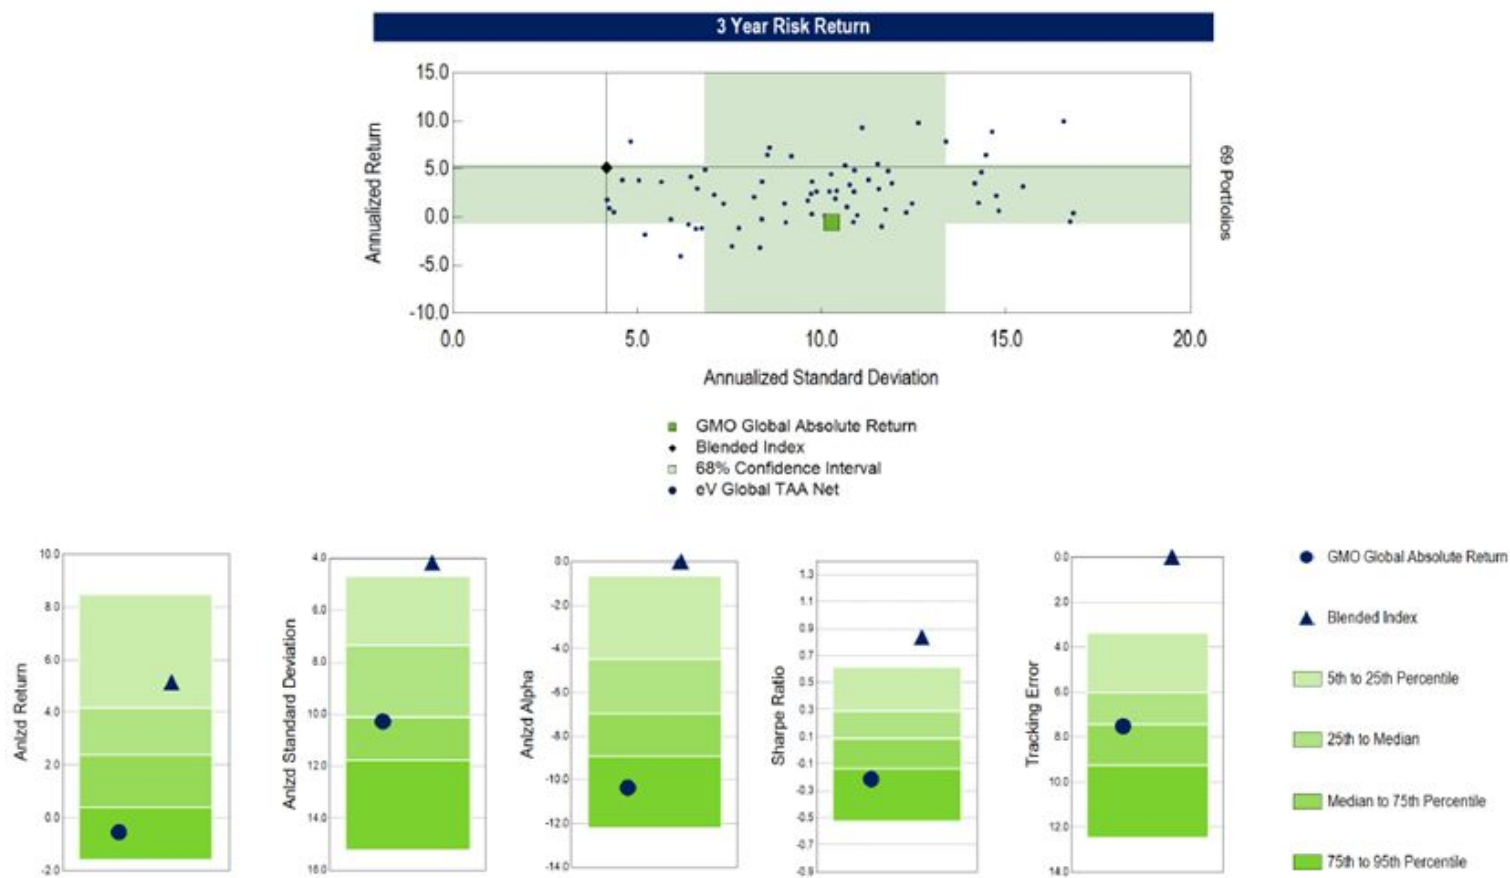 3 Year Risk Return
15.0
10.0
5.0
0.0
-5.0
-10.0
Annualized Return
69 Portfolios
0.0 5.0 10.0 15.0 20.0
Annualized Standard Deviation
GMO Global Absolute Return
Blended Index
68% Confidence Interval
eV Global TAA Net
Anlzd Return
10.0
8.0
6.0
4.0
2.0
0.0
-2.0
Anlzd Standard Deviation
4.0
6.0
8.0
10.0
12.0
14.0
16.0
Anlzd Alpha
0.0
-2.0
-4.0
-6.0
-8.0
-10.0
-12.0
-14.0
Sharpe Ratio
1.3
1.1
0.9
0.7
0.5
0.3
0.1
-0.1
-0.3
-0.5
-0.7
-0.9
Tracking Error
0.0
2.0
4.0
6.0
8.0
10.0
12.0
14.0
GMO Global Absolute Return
Blended Index
5th to 25th Percentile
25th to Median
Median to 75th Percentile
75th to 95th Percentile